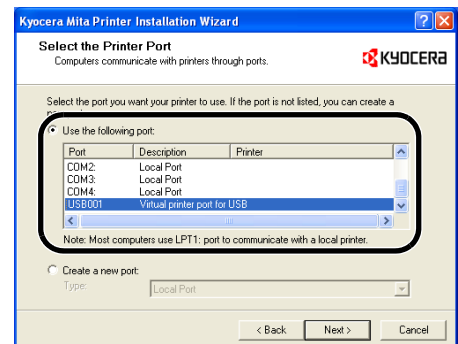 Kyocera Mita Printer Installation Wizard
Select the Printer Port
Computers communicate with printers through ports.
KYOCERA
Select the port you want your printer to use. If the port is not listed, you can create a
Use the following port:
Port Description Printer
COM2: Local Port
COM3: Local Port
COM4: Local Port
USB001 Virtual printer port for USB
Note: Most computers use LPT1: port to communicate with a local printer.
Create a new port:
Type: Local Port
< Back Next > Cancel